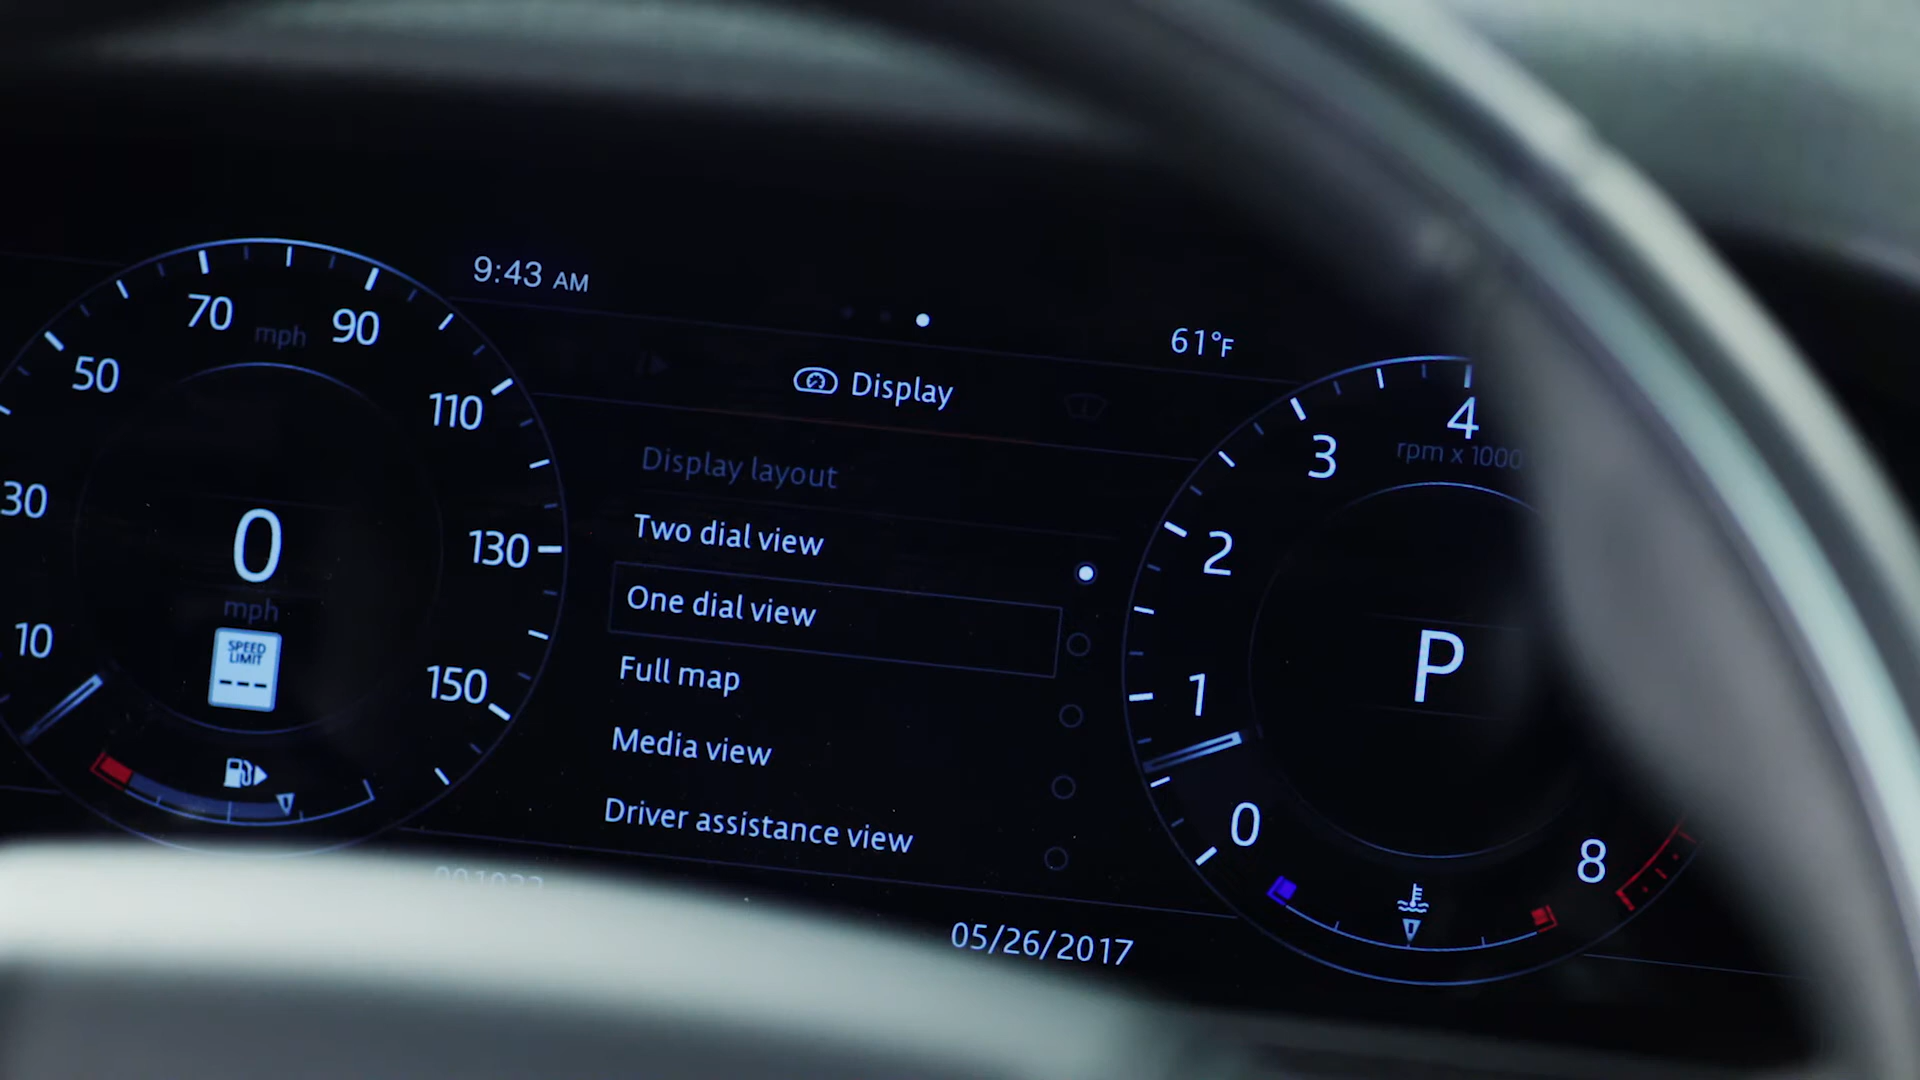 9:43 AM
61°F
Display
Display layout
Two dial view
One dial view
Full map
Media view
Driver assistance view
05/26/2017
10
30
50
70
mph
90
110
130
150
0
mph
SPEED
LIMIT
---
0
1
2
3
4
8
rpm x 1000
P